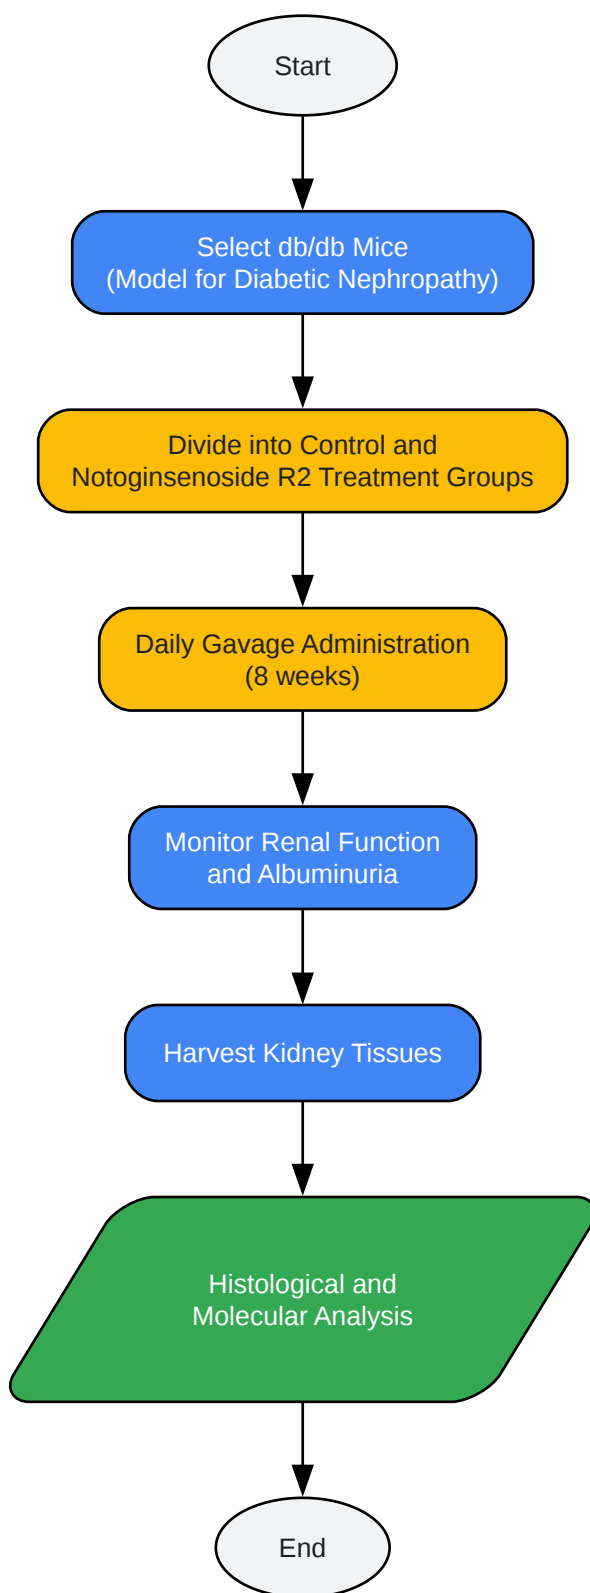 Start
Select db/db Mice
(Model for Diabetic Nephropathy)
Divide into Control and
Notoginsenoside R2 Treatment Groups
Daily Gavage Administration
(8 weeks)
Monitor Renal Function
and Albuminuria
Harvest Kidney Tissues
Histological and
Molecular Analysis
End